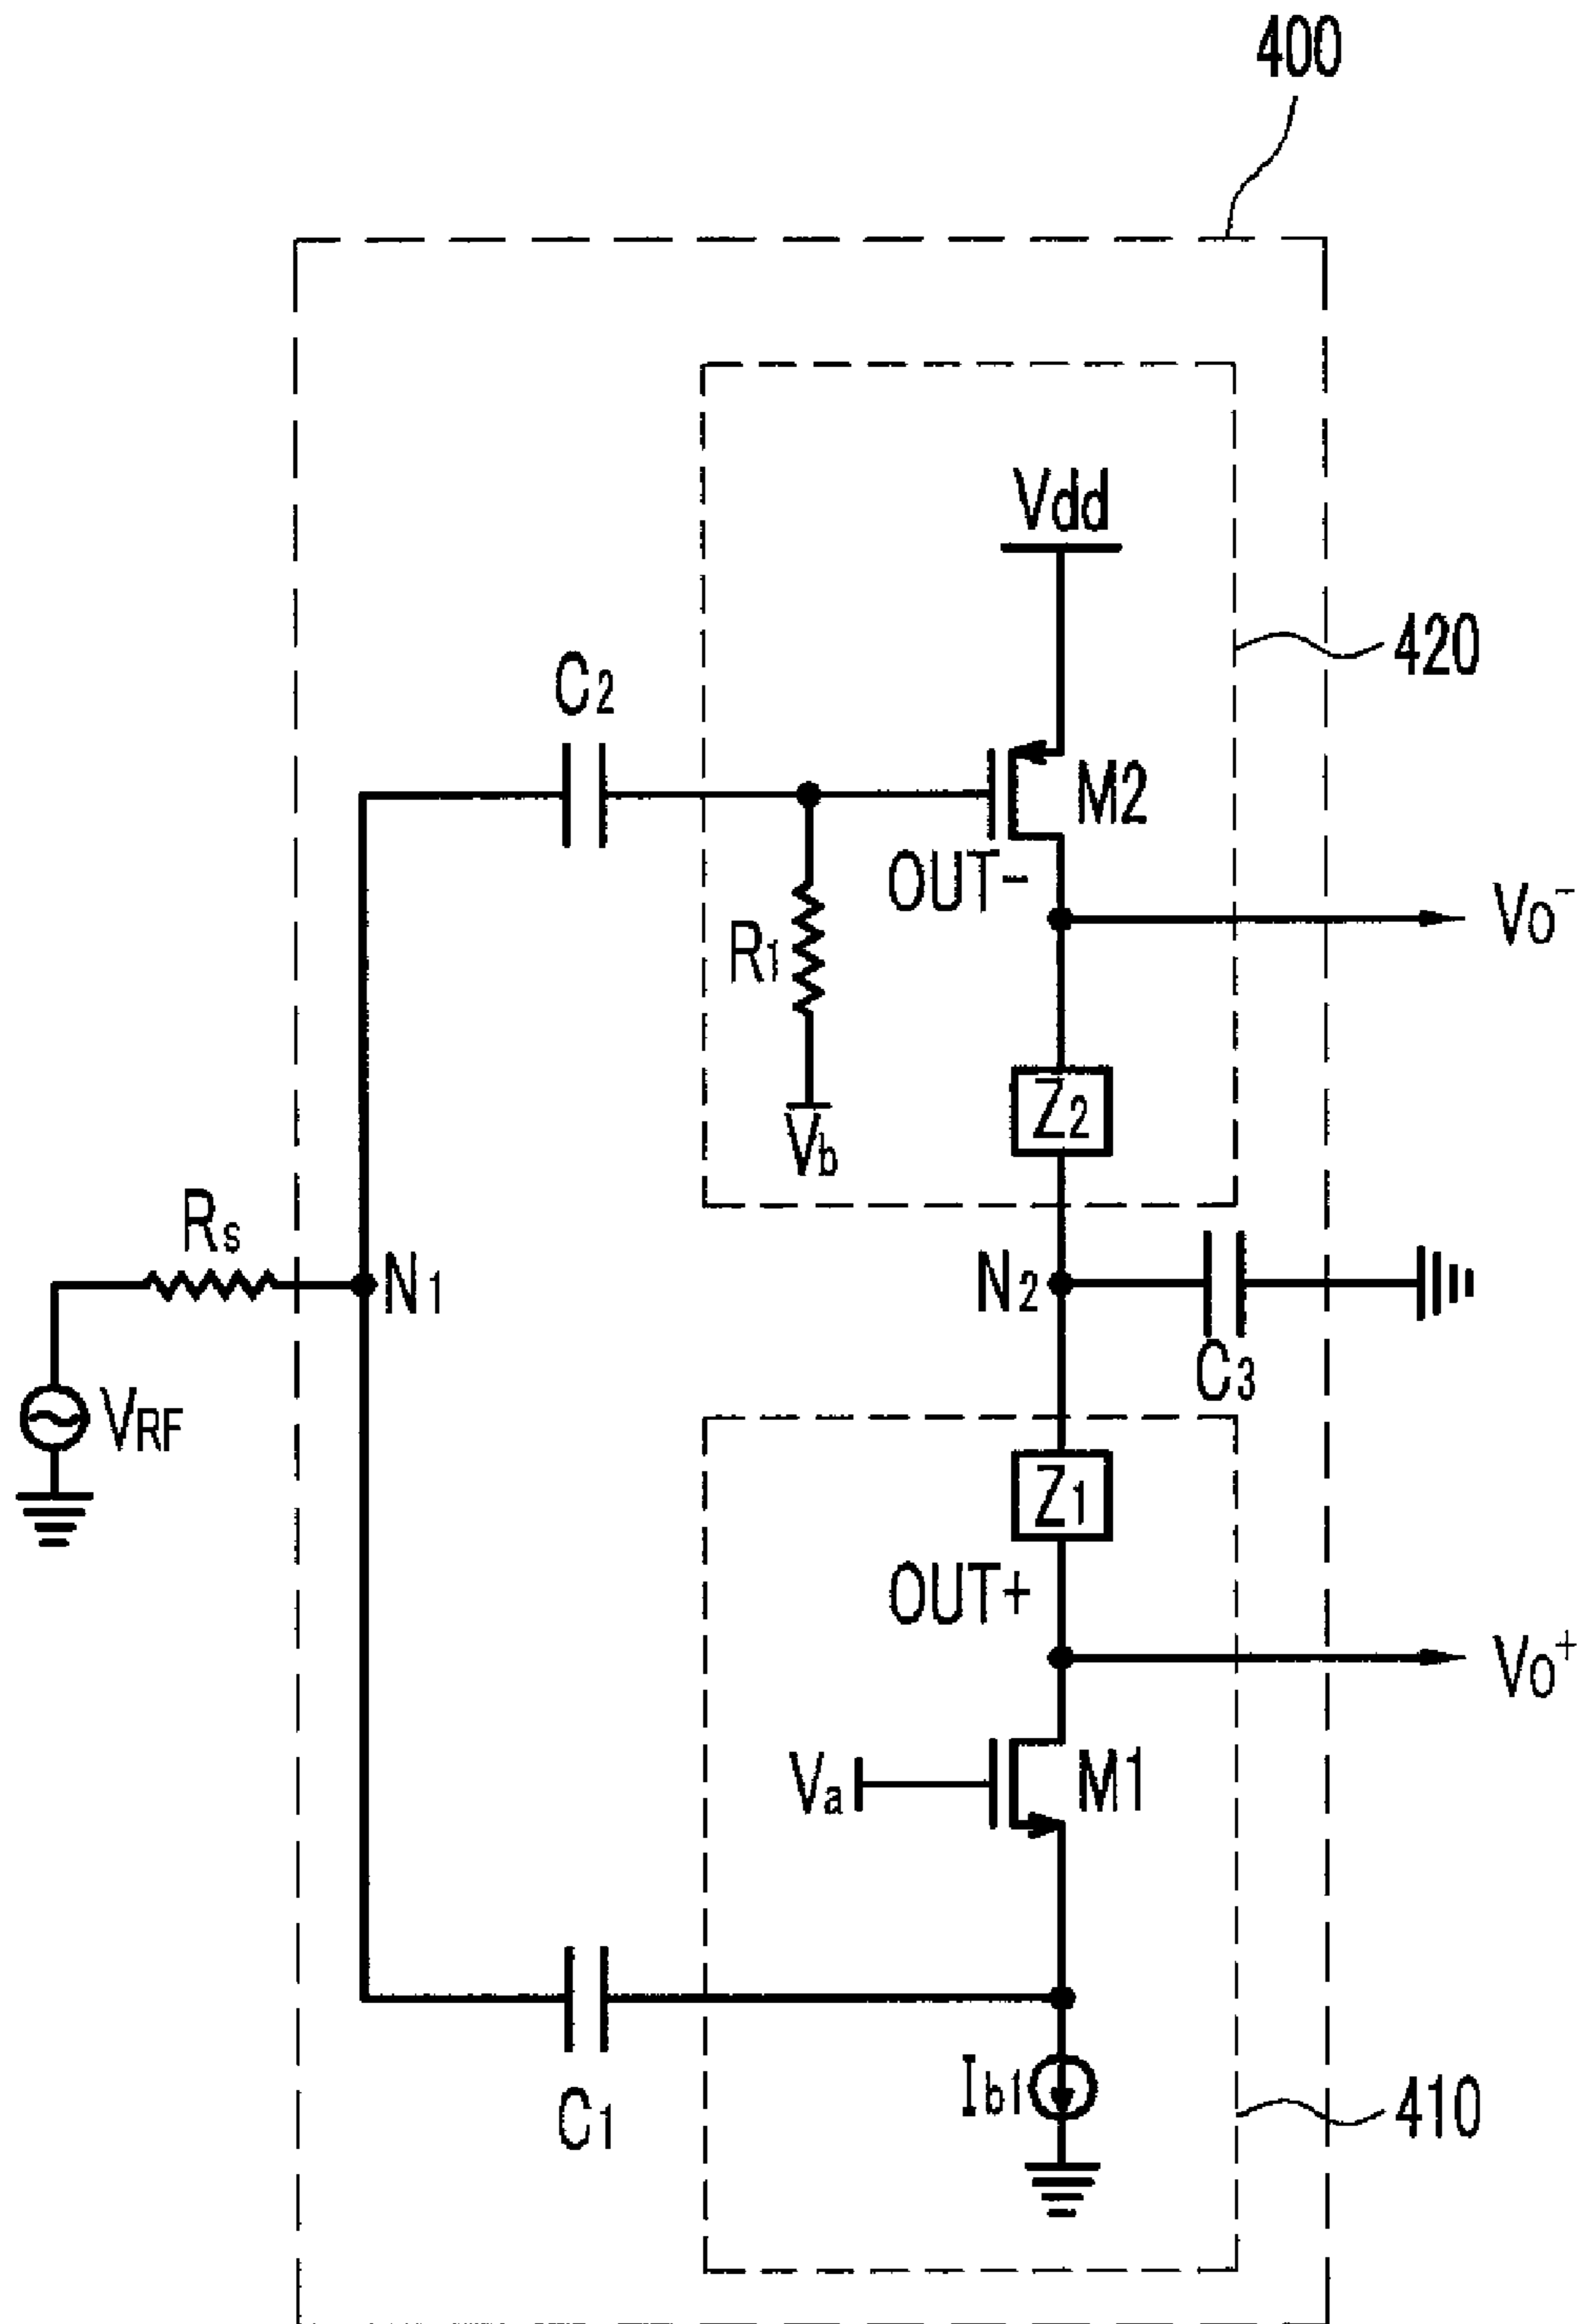 400
Vdd
420
C2
M2
OUT-
Vo-
R1
Z2
Vb
Rs
N1
N2
C3
VRF
Z1
OUT+
Vo+
Va
M1
Ib1
C1
410